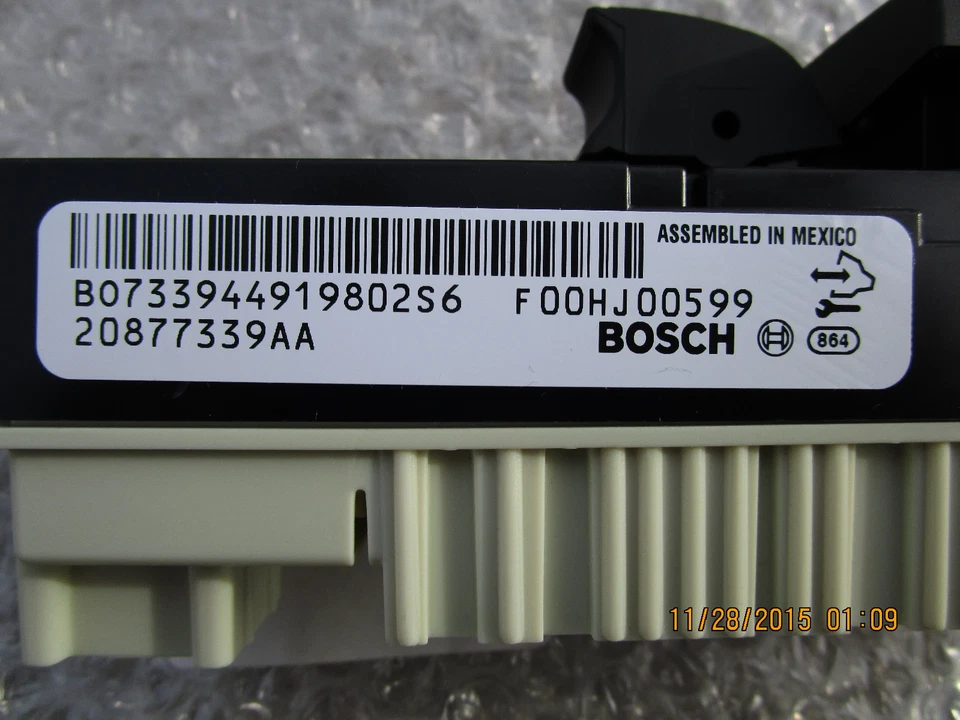 ASSEMBLED IN MEXICO
B0733944919802S6 F00HJ00599
20877339AA BOSCH 864
11/28/2015 01:09